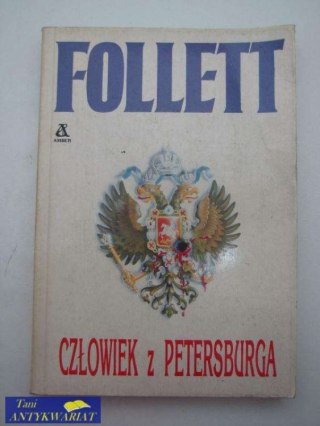 FOLLETT
AMBER
CZŁOWIEK z PETERSBURGA
Tani
ANTYKWARIAT